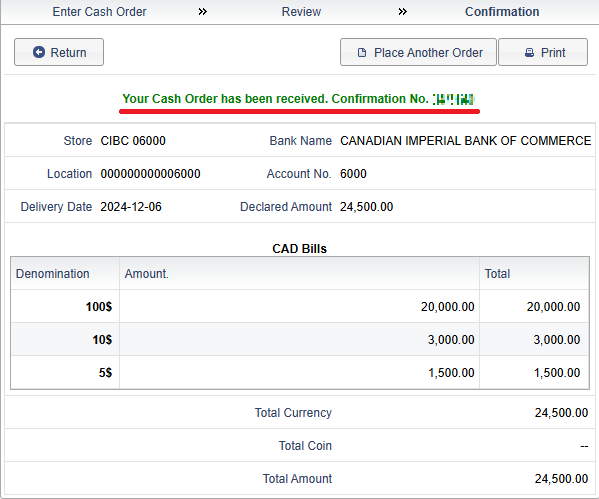 Enter Cash Order » Review » Confirmation
Return Place Another Order Print
Your Cash Order has been received. Confirmation No.
Store CIBC 06000 Bank Name CANADIAN IMPERIAL BANK OF COMMERCE
Location 000000000006000 Account No. 6000
Delivery Date 2024-12-06 Declared Amount 24,500.00
CAD Bills
Denomination Amount. Total
100$ 20,000.00 20,000.00
10$ 3,000.00 3,000.00
5$ 1,500.00 1,500.00
Total Currency 24,500.00
Total Coin --
Total Amount 24,500.00